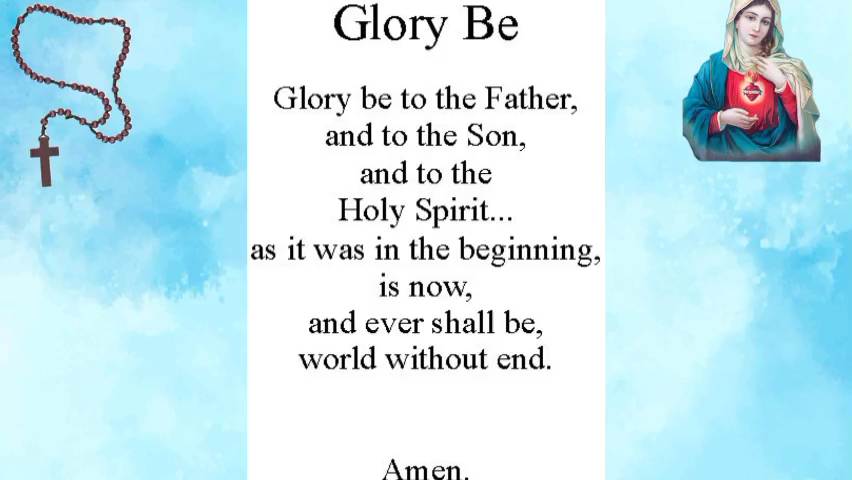 Glory Be
Glory be to the Father,
and to the Son,
and to the
Holy Spirit...
as it was in the beginning,
is now,
and ever shall be,
world without end.
Amen.